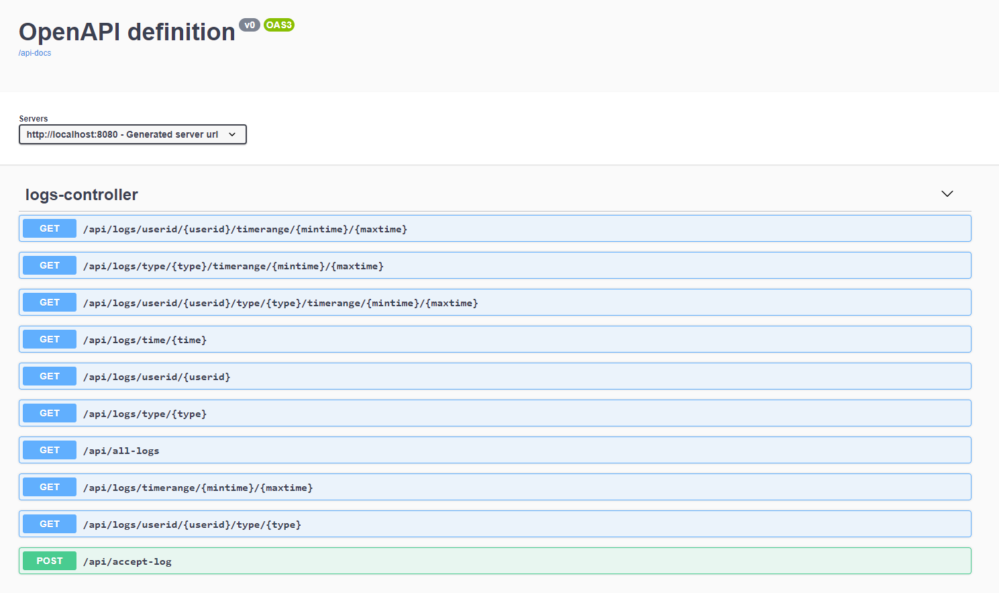 OpenAPI definition v0 OAS3
/api-docs
Servers
http://localhost:8080 - Generated server url
logs-controller
GET /api/logs/userid/{userid}/timerange/{mintime}/{maxtime}
GET /api/logs/type/{type}/timerange/{mintime}/{maxtime}
GET /api/logs/userid/{userid}/type/{type}/timerange/{mintime}/{maxtime}
GET /api/logs/time/{time}
GET /api/logs/userid/{userid}
GET /api/logs/type/{type}
GET /api/all-logs
GET /api/logs/timerange/{mintime}/{maxtime}
GET /api/logs/userid/{userid}/type/{type}
POST /api/accept-log